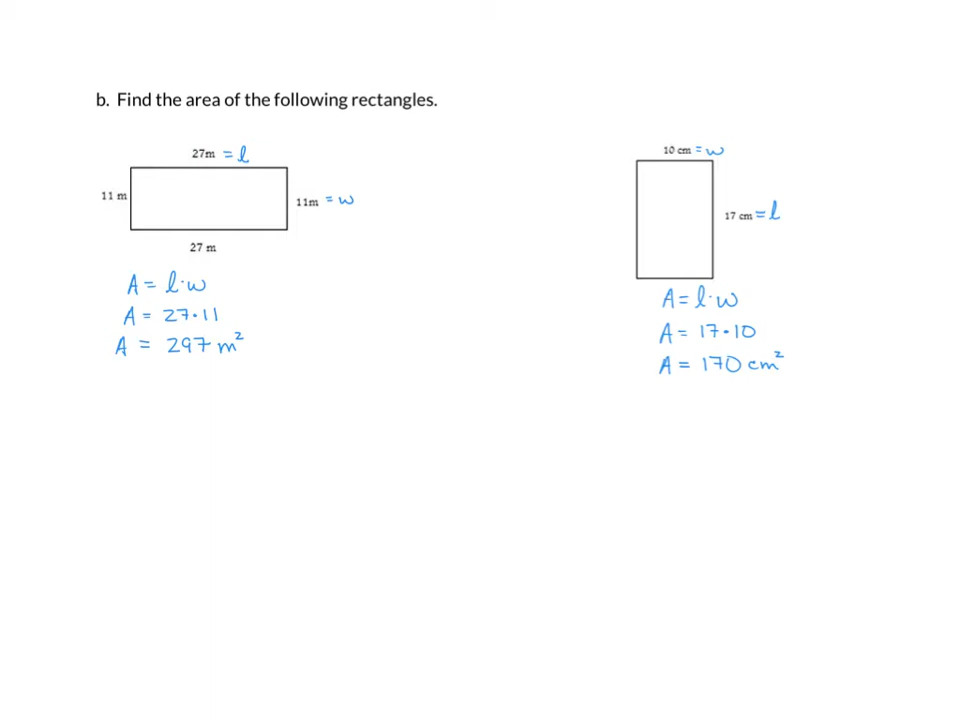 b. Find the area of the following rectangles.
27m = l
11 m
11m = w
27 m
A = l·w
A = 27·11
A = 297 m²
10 cm = w
17 cm = l
A = l·w
A = 17·10
A = 170 cm²